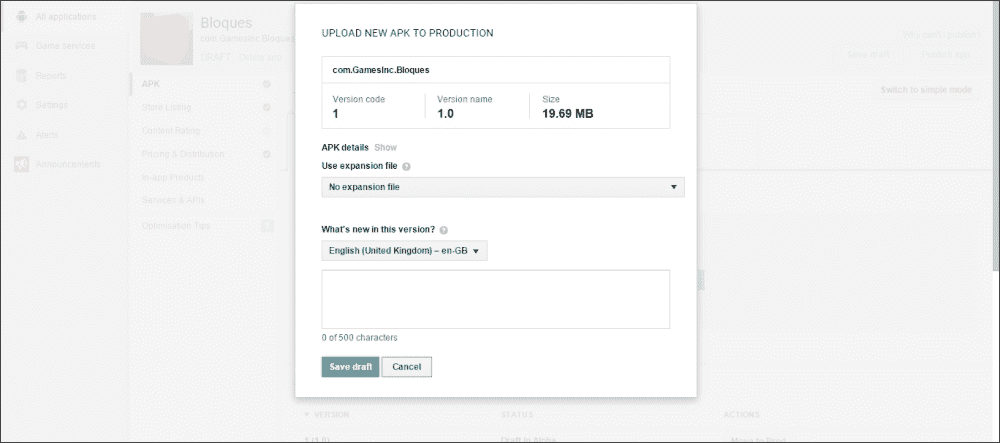 All applications
Game services
Reports
Settings
Alerts
Announcements
Bloques
com.GamesInc.Bloques
DRAFT Delete app
Save draft
Publish app
APK
Store Listing
Content Rating
Pricing & Distribution
In-app Products
Services & APIs
Optimisation Tips
Switch to simple mode
UPLOAD NEW APK TO PRODUCTION
com.GamesInc.Bloques
Version code
1
Version name
1.0
Size
19.69 MB
APK details Show
Use expansion file ?
No expansion file
What's new in this version? ?
English (United Kingdom) – en-GB
0 of 500 characters
Save draft
Cancel
VERSION
STATUS
ACTIONS
1 (1.0)
Draft in Alpha
Move to Prod